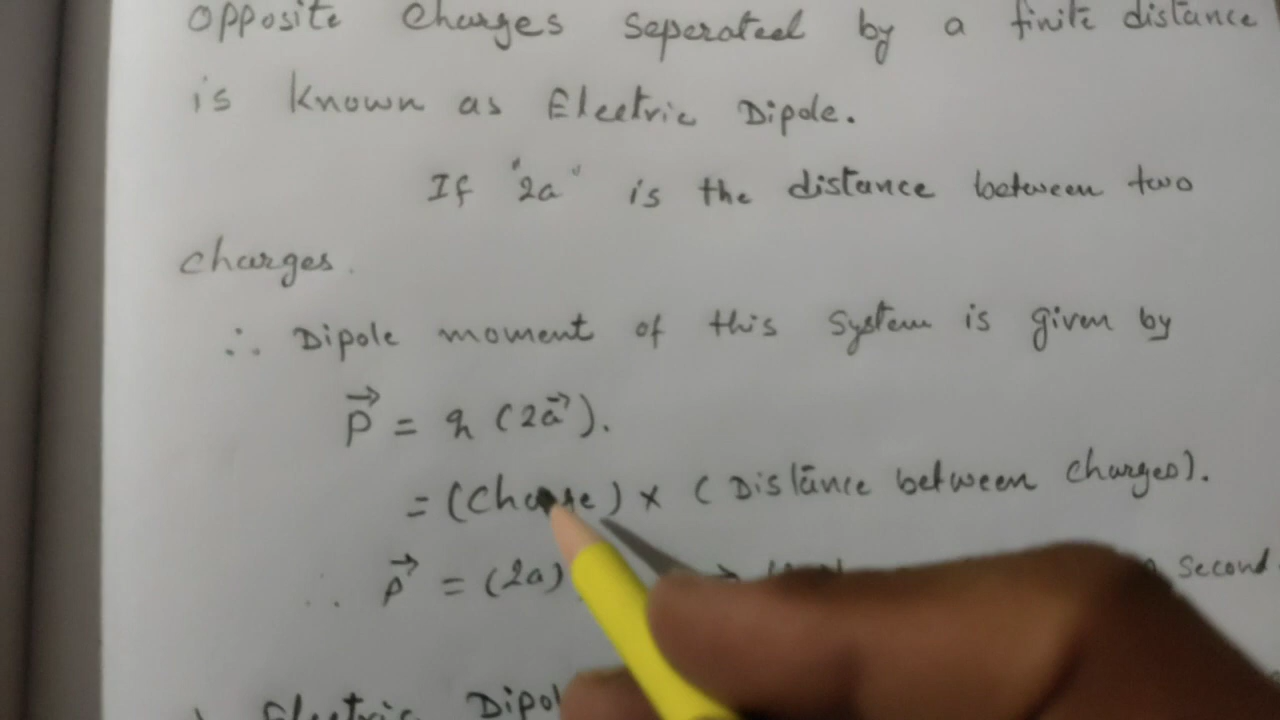 opposite charges seperated by a finite distance
is known as Electric Dipole.
If "2a" is the distance between two
charges.
∴ Dipole moment of this system is given by
P⃗ = q (2a⃗).
= (Charge) × (Distance between charges).
∴ P⃗ = (2a)
second
Electric Dipol